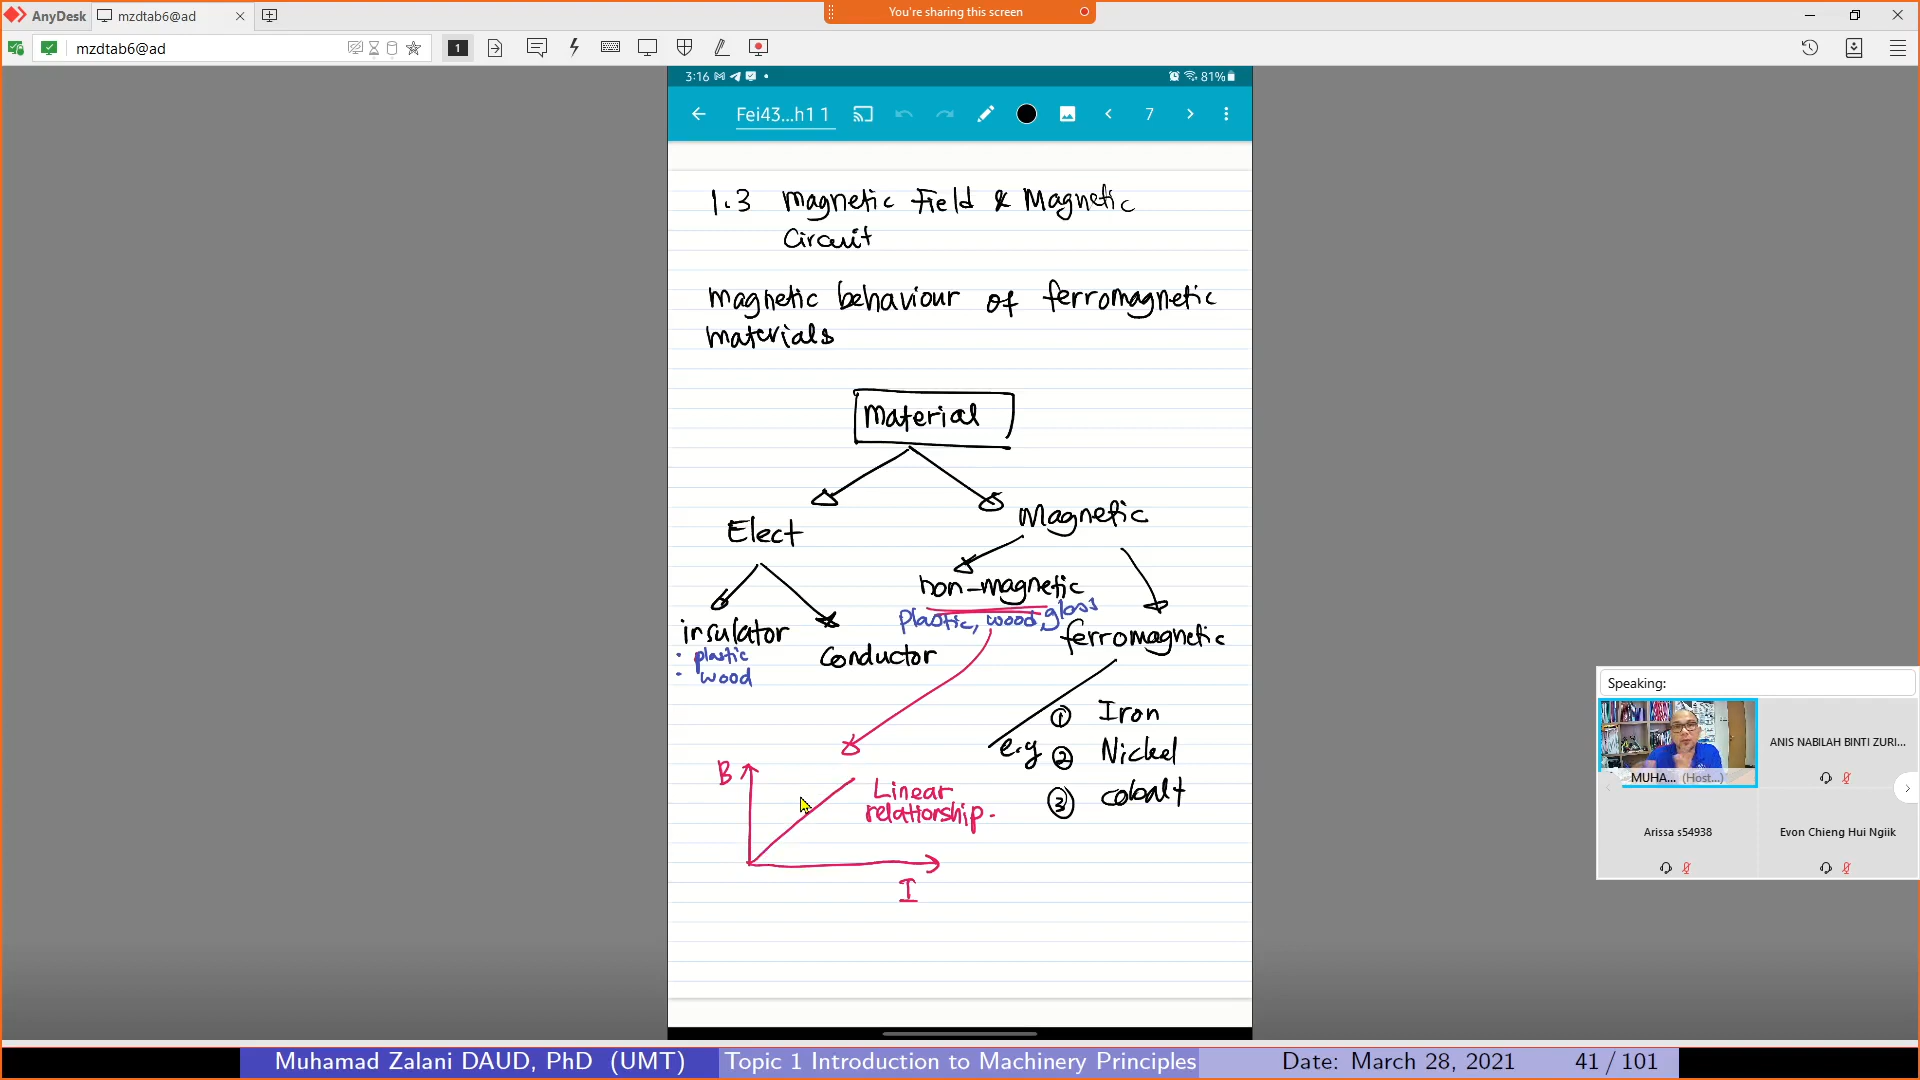 AnyDesk
mzdtab6@ad
You're sharing this screen
mzdtab6@ad
1
3:16
81%
Fei43...h1 1
7
1.3 Magnetic Field & Magnetic
Circuit
Magnetic behaviour of ferromagnetic
materials
Material
Elect
Magnetic
non-magnetic
plastic, wood, glass
insulator
conductor
ferromagnetic
• plastic
• wood
e.g
① Iron
② Nickel
③ cobalt
B
Linear
relationship.
I
Speaking:
MUHA... (Host...)
ANIS NABILAH BINTI ZURI...
Arissa s54938
Evon Chieng Hui Ngiik
Muhamad Zalani DAUD, PhD (UMT)
Topic 1 Introduction to Machinery Principles
Date: March 28, 2021
41 / 101